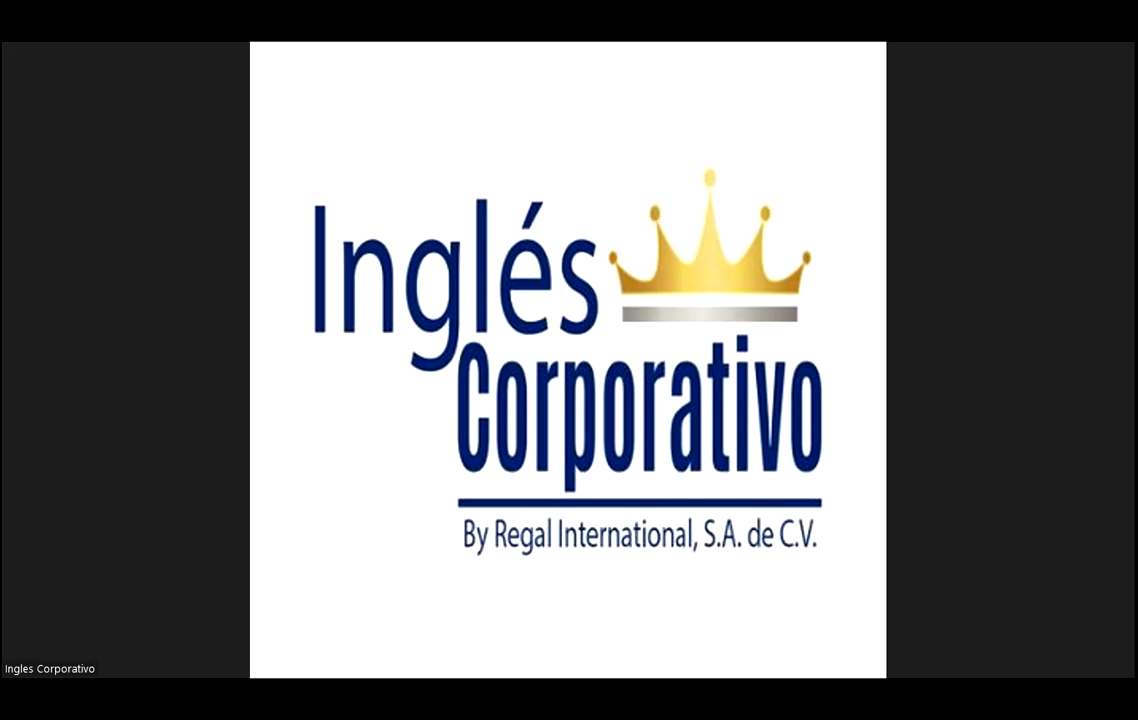 Inglés
Corporativo
By Regal International, S.A. de C.V.
Ingles Corporativo